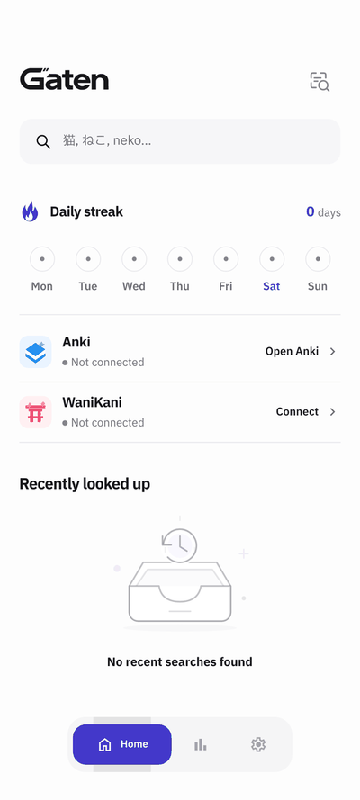 Gaten
猫, ねこ, neko...
Daily streak
0 days
Mon Tue Wed Thu Fri Sat Sun
Anki
Not connected
Open Anki
WaniKani
Not connected
Connect
Recently looked up
No recent searches found
Home